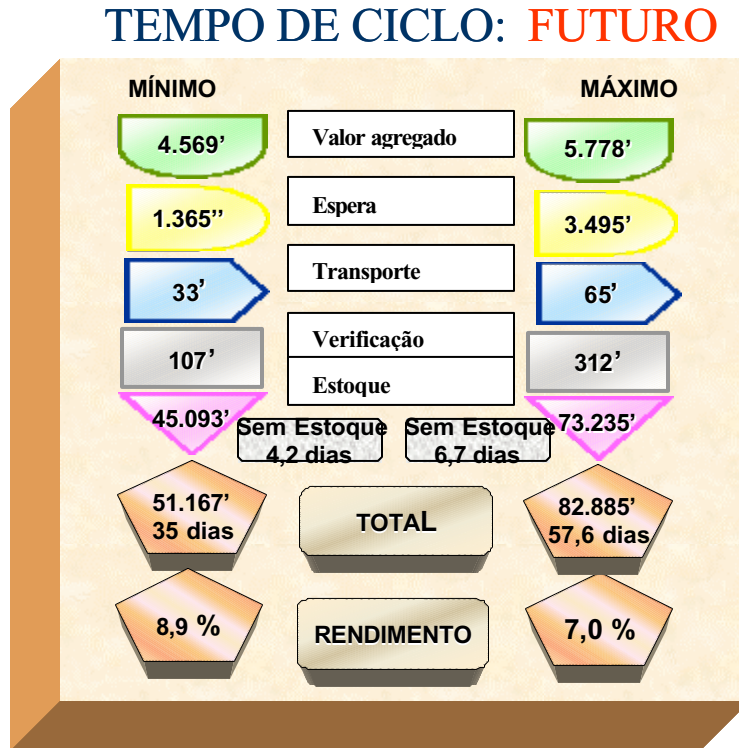 TEMPO DE CICLO: FUTURO
MÍNIMO
MÁXIMO
4.569’
Valor agregado
5.778’
1.365’’
Espera
3.495’
33’
Transporte
65’
107’
Verificação
312’
Estoque
45.093’
Sem Estoque
4,2 dias
Sem Estoque
6,7 dias
73.235’
51.167’
35 dias
TOTAL
82.885’
57,6 dias
8,9 %
RENDIMENTO
7,0 %